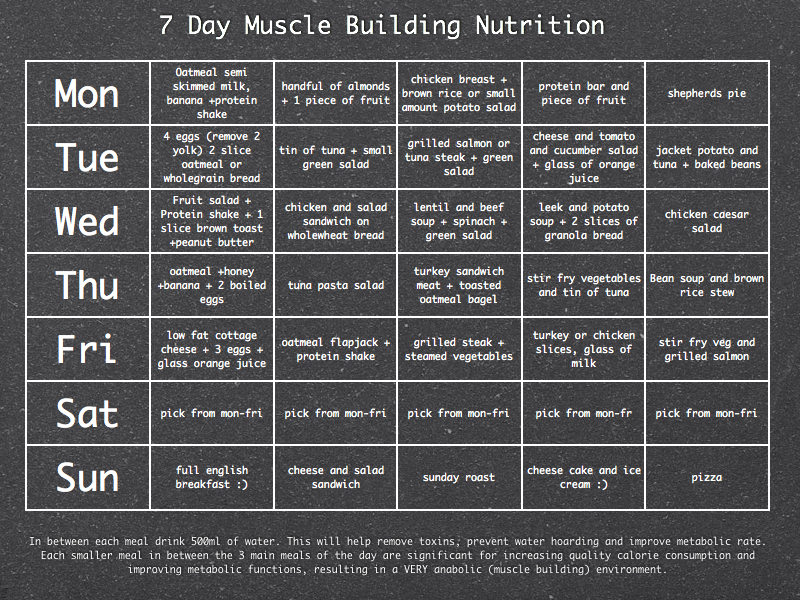 7 Day Muscle Building Nutrition
Mon
Oatmeal semi
skimmed milk,
banana +protein
shake
handful of almonds
+ 1 piece of fruit
chicken breast +
brown rice or small
amount potato salad
protein bar and
piece of fruit
shepherds pie
Tue
4 eggs (remove 2
yolk) 2 slice
oatmeal or
wholegrain bread
tin of tuna + small
green salad
grilled salmon or
tuna steak + green
salad
cheese and tomato
and cucumber salad
+ glass of orange
juice
jacket potato and
tuna + baked beans
Wed
Fruit salad +
Protein shake + 1
slice brown toast
+peanut butter
chicken and salad
sandwich on
wholewheat bread
lentil and beef
soup + spinach +
green salad
leek and potato
soup + 2 slices of
granola bread
chicken caesar
salad
Thu
oatmeal +honey
+banana + 2 boiled
eggs
tuna pasta salad
turkey sandwich
meat + toasted
oatmeal bagel
stir fry vegetables
and tin of tuna
Bean soup and brown
rice stew
Fri
low fat cottage
cheese + 3 eggs +
glass orange juice
oatmeal flapjack +
protein shake
grilled steak +
steamed vegetables
turkey or chicken
slices, glass of
milk
stir fry veg and
grilled salmon
Sat
pick from mon-fri
pick from mon-fri
pick from mon-fri
pick from mon-fr
pick from mon-fri
Sun
full english
breakfast :)
cheese and salad
sandwich
sunday roast
cheese cake and ice
cream :)
pizza
In between each meal drink 500ml of water. This will help remove toxins, prevent water hoarding and improve metabolic rate.
Each smaller meal in between the 3 main meals of the day are significant for increasing quality calorie consumption and
improving metabolic functions, resulting in a VERY anabolic (muscle building) environment.